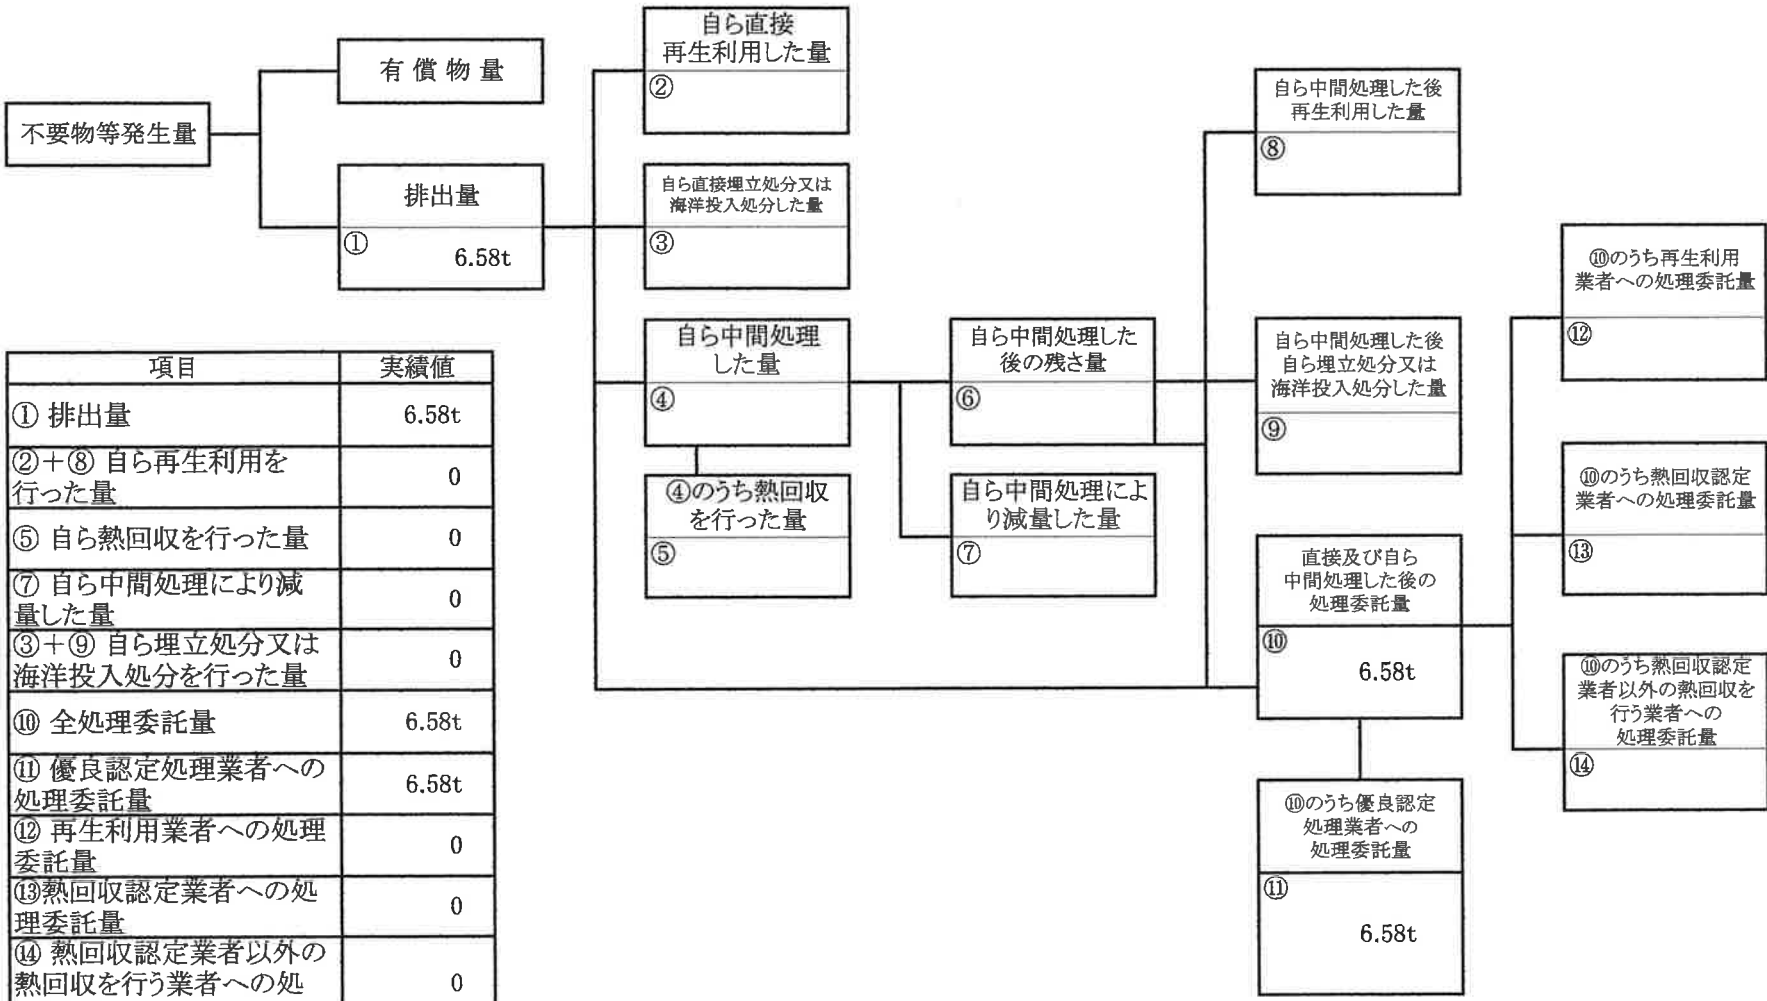 不要物等発生量
有償物量
排出量
①
6.58t
自ら直接
再生利用した量
②
自ら直接埋立処分又は
海洋投入処分した量
③
自ら中間処理
した量
④
④のうち熱回収
を行った量
⑤
自ら中間処理した
後の残さ量
⑥
自ら中間処理によ
り減量した量
⑦
自ら中間処理した後
再生利用した量
⑧
自ら中間処理した後
自ら埋立処分又は
海洋投入処分した量
⑨
直接及び自ら
中間処理した後の
処理委託量
⑩
6.58t
⑩のうち優良認定
処理業者への
処理委託量
⑪
6.58t
⑩のうち再生利用
業者への処理委託量
⑫
⑩のうち熱回収認定
業者への処理委託量
⑬
⑩のうち熱回収認定
業者以外の熱回収を
行う業者への
処理委託量
⑭
項目 実績値
① 排出量 6.58t
②＋⑧ 自ら再生利用を
行った量 0
⑤ 自ら熱回収を行った量 0
⑦ 自ら中間処理により減
量した量 0
③＋⑨ 自ら埋立処分又は
海洋投入処分を行った量 0
⑩ 全処理委託量 6.58t
⑪ 優良認定処理業者への
処理委託量 6.58t
⑫ 再生利用業者への処理
委託量 0
⑬熱回収認定業者への処
理委託量 0
⑭ 熱回収認定業者以外の
熱回収を行う業者への処 0